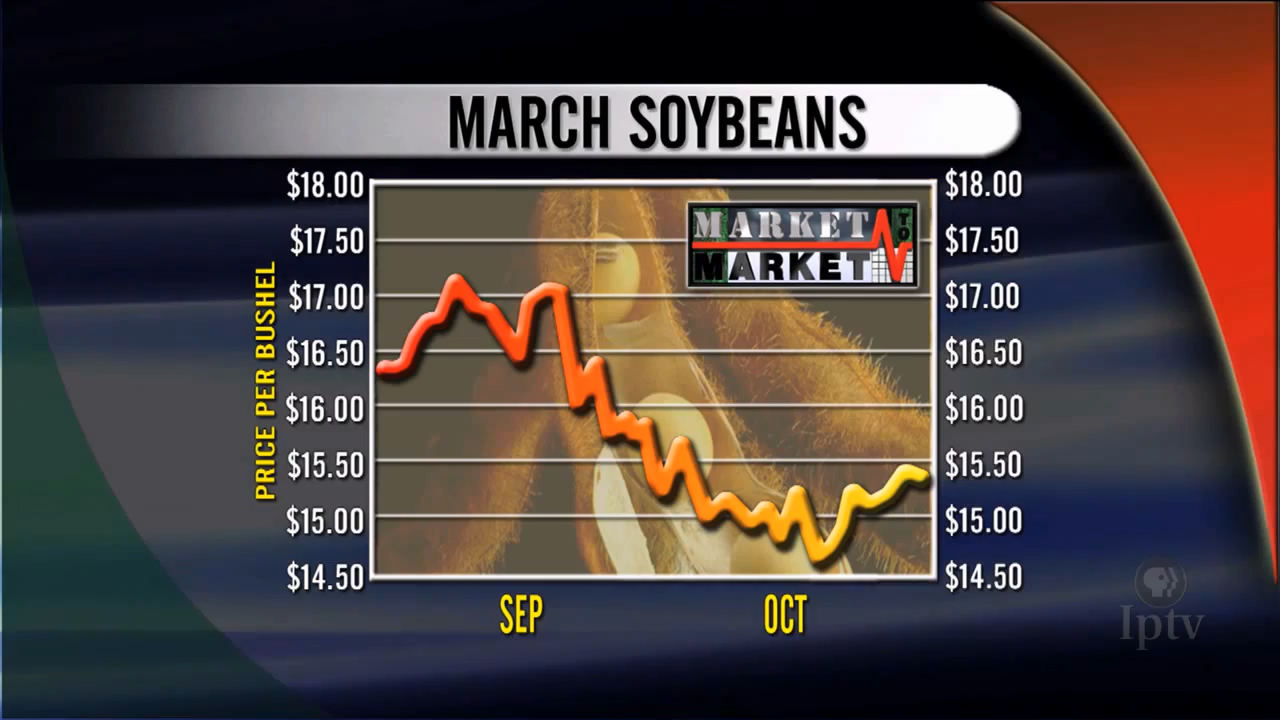 MARCH SOYBEANS
$18.00
$17.50
$17.00
$16.50
$16.00
$15.50
$15.00
$14.50
PRICE PER BUSHEL
MARKET TO
MARKET
$18.00
$17.50
$17.00
$16.50
$16.00
$15.50
$15.00
$14.50
SEP OCT
Iptv